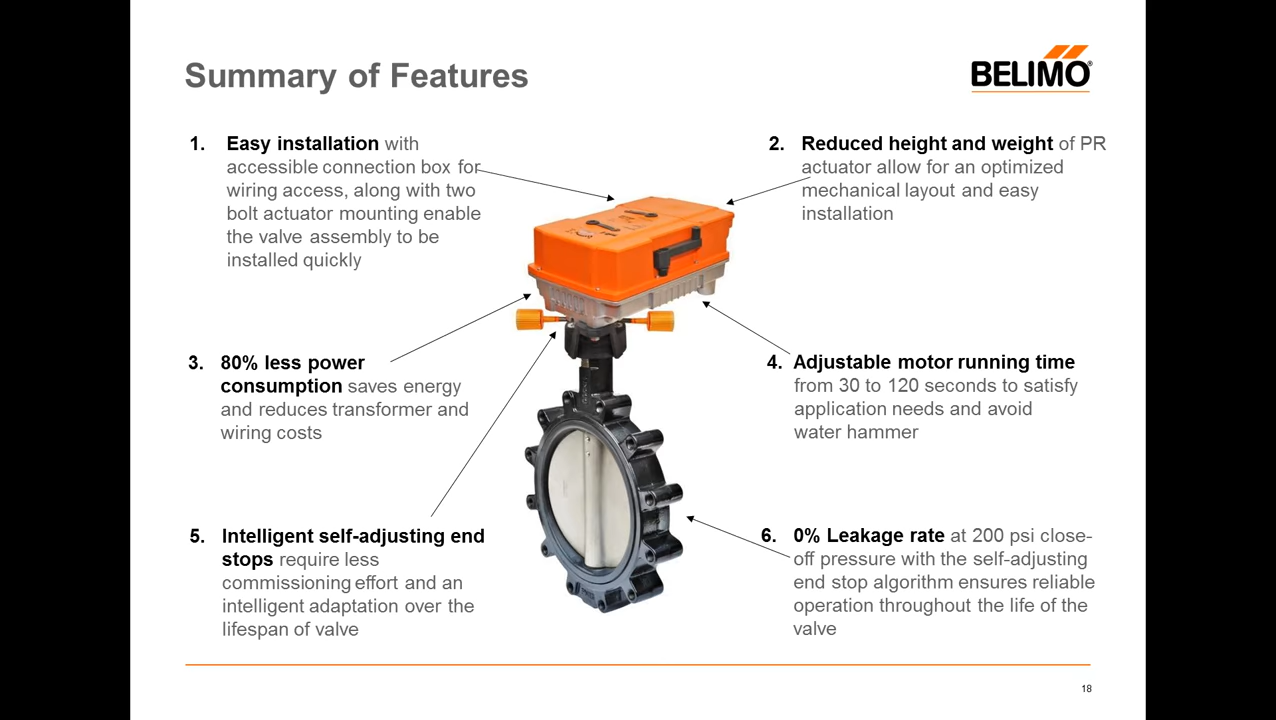 Summary of Features
BELIMO®
1. Easy installation with
accessible connection box for
wiring access, along with two
bolt actuator mounting enable
the valve assembly to be
installed quickly
2. Reduced height and weight of PR
actuator allow for an optimized
mechanical layout and easy
installation
3. 80% less power
consumption saves energy
and reduces transformer and
wiring costs
4. Adjustable motor running time
from 30 to 120 seconds to satisfy
application needs and avoid
water hammer
5. Intelligent self-adjusting end
stops require less
commissioning effort and an
intelligent adaptation over the
lifespan of valve
6. 0% Leakage rate at 200 psi close-
off pressure with the self-adjusting
end stop algorithm ensures reliable
operation throughout the life of the
valve
18